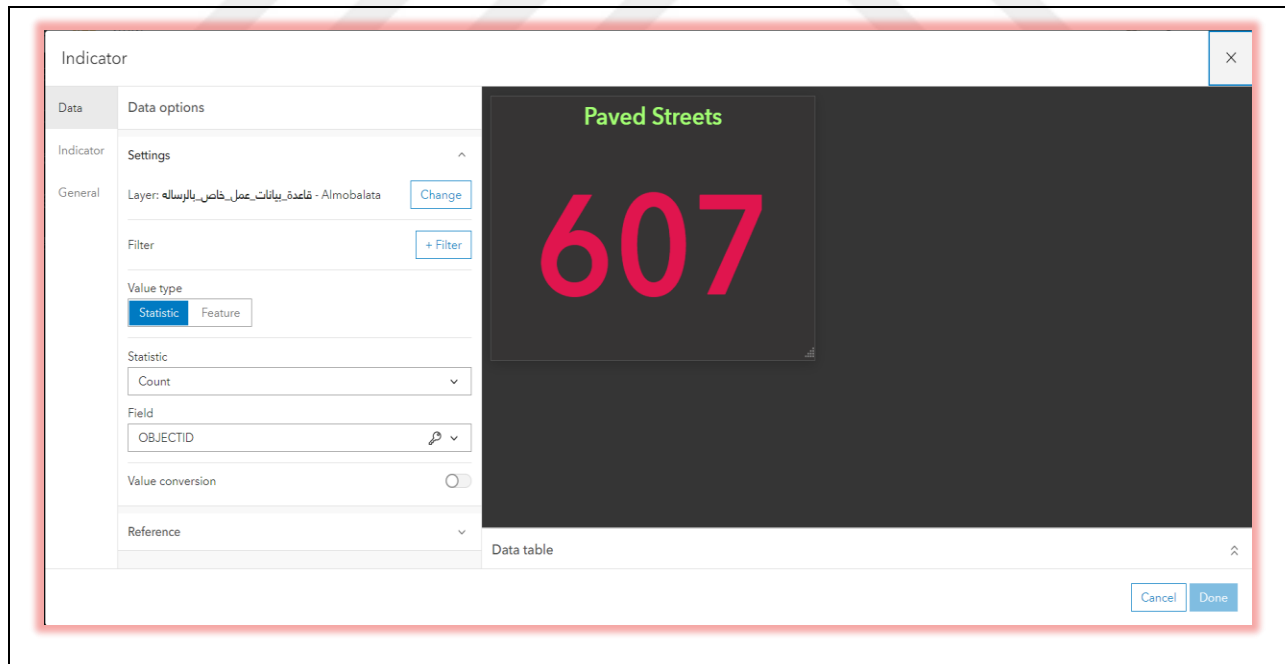 Indicator
Data
Data options
Paved Streets
Indicator
Settings
General
Layer: قاعدة_بيانات_عمل_خاص_بالرساله - Almobalata
Change
607
Filter
+ Filter
Value type
Statistic
Feature
Statistic
Count
Field
OBJECTID
Value conversion
Reference
Data table
Cancel
Done